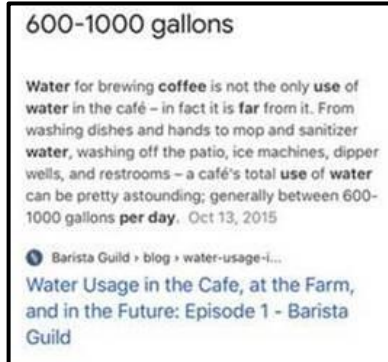 600-1000 gallons
Water for brewing coffee is not the only use of
water in the café – in fact it is far from it. From
washing dishes and hands to mop and sanitizer
water, washing off the patio, ice machines, dipper
wells, and restrooms – a café's total use of water
can be pretty astounding; generally between 600-
1000 gallons per day. Oct 13, 2015
Barista Guild › blog › water-usage-i...
Water Usage in the Cafe, at the Farm,
and in the Future: Episode 1 - Barista
Guild